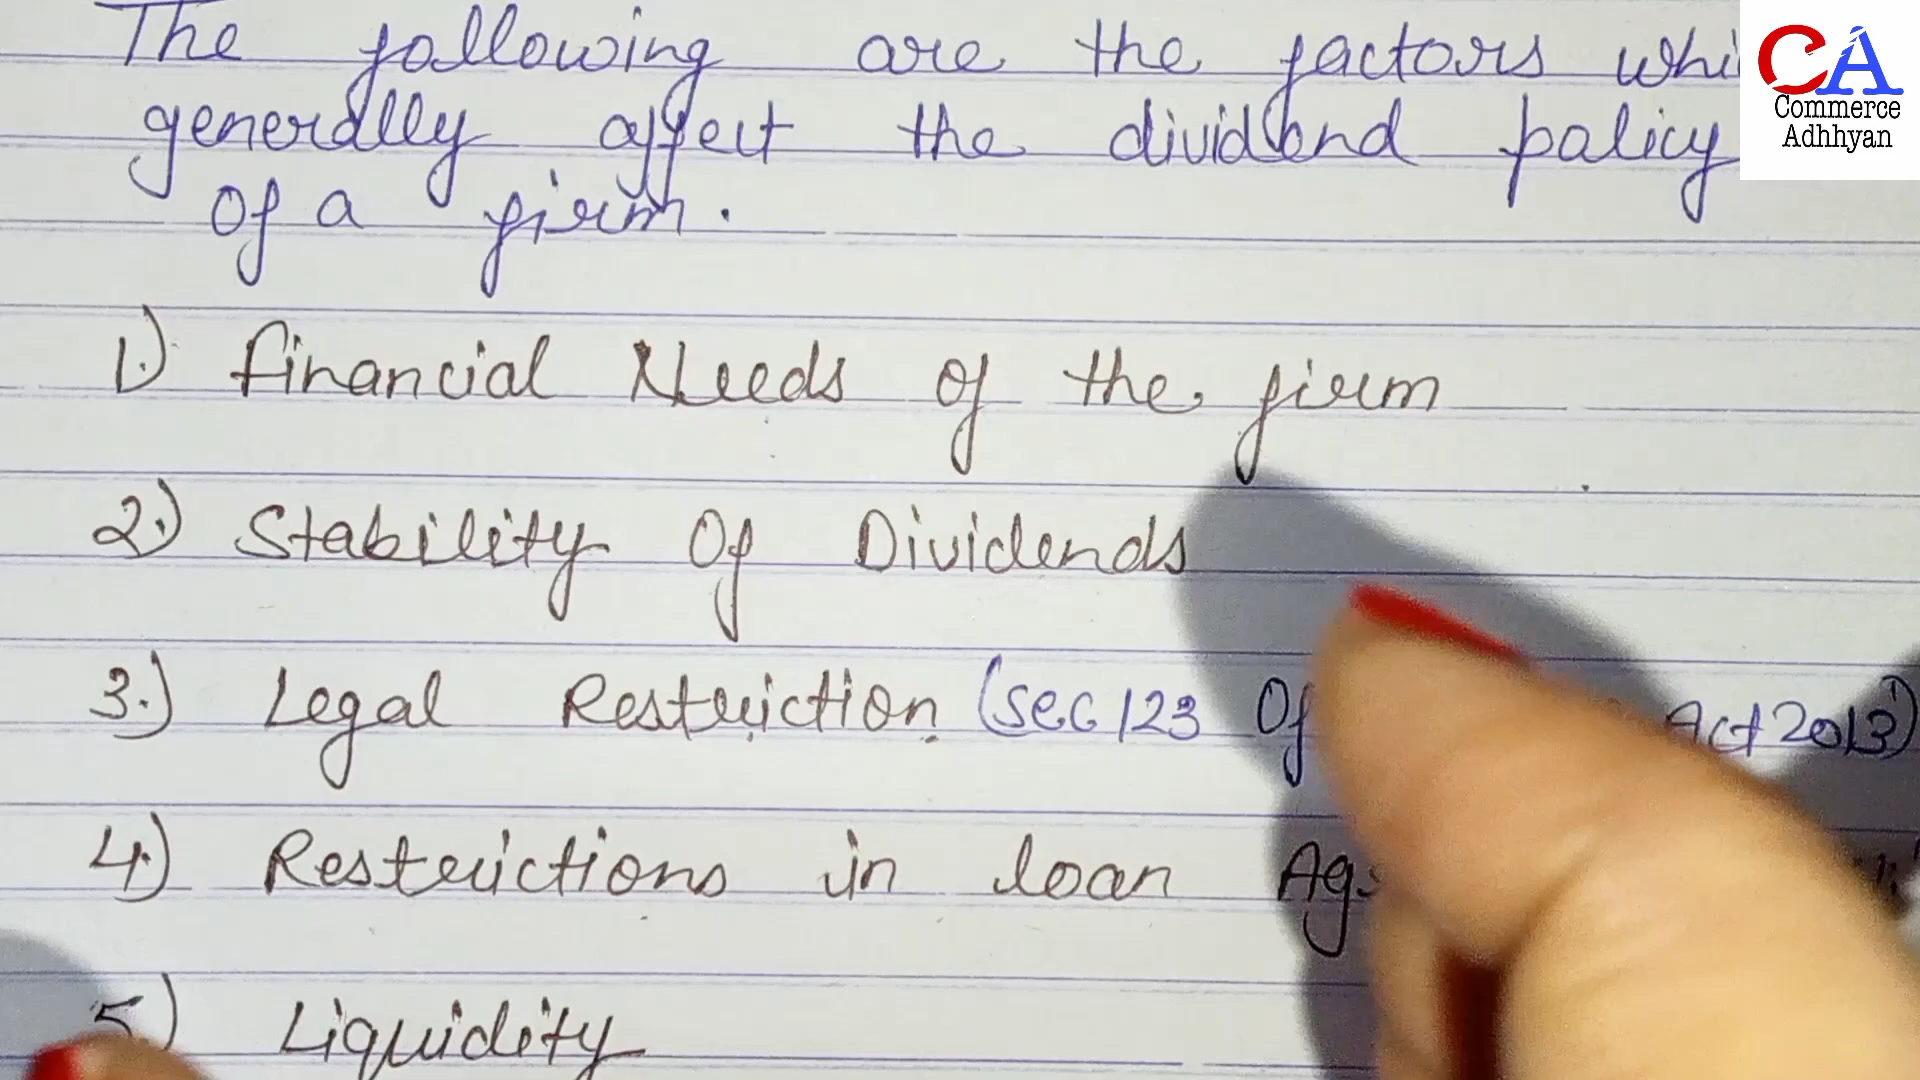 The following are the factors whi
generally affect the dividend policy
Of a firm.
1.) Financial Needs of the firm
2.) Stability Of Dividends
3.) Legal Restriction (sec 123 Of Act 2013)
4.) Restrictions in loan
5) Liquidity
CA
Commerce
Adhhyan